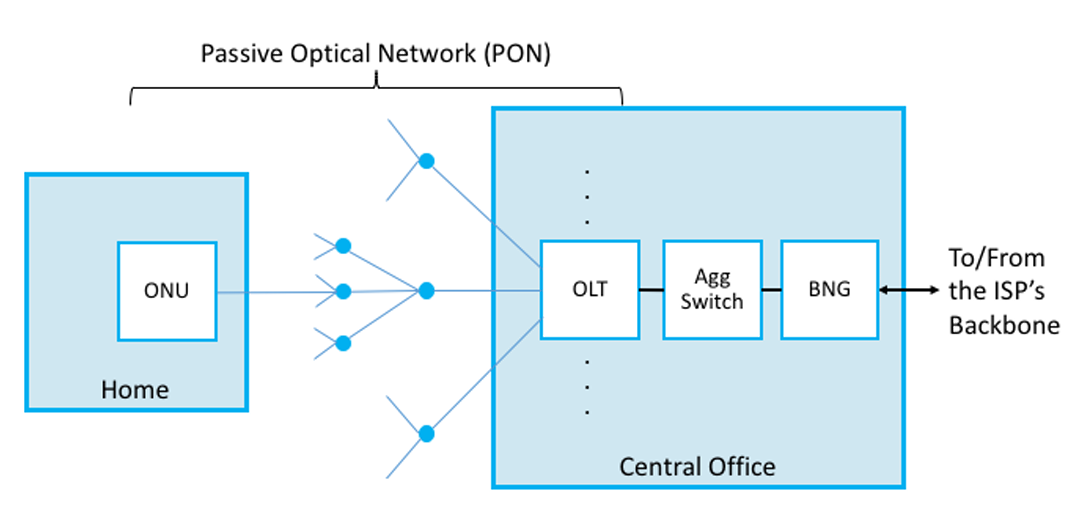 Passive Optical Network (PON)
ONU
Home
OLT
Agg
Switch
BNG
Central Office
To/From
the ISP's
Backbone